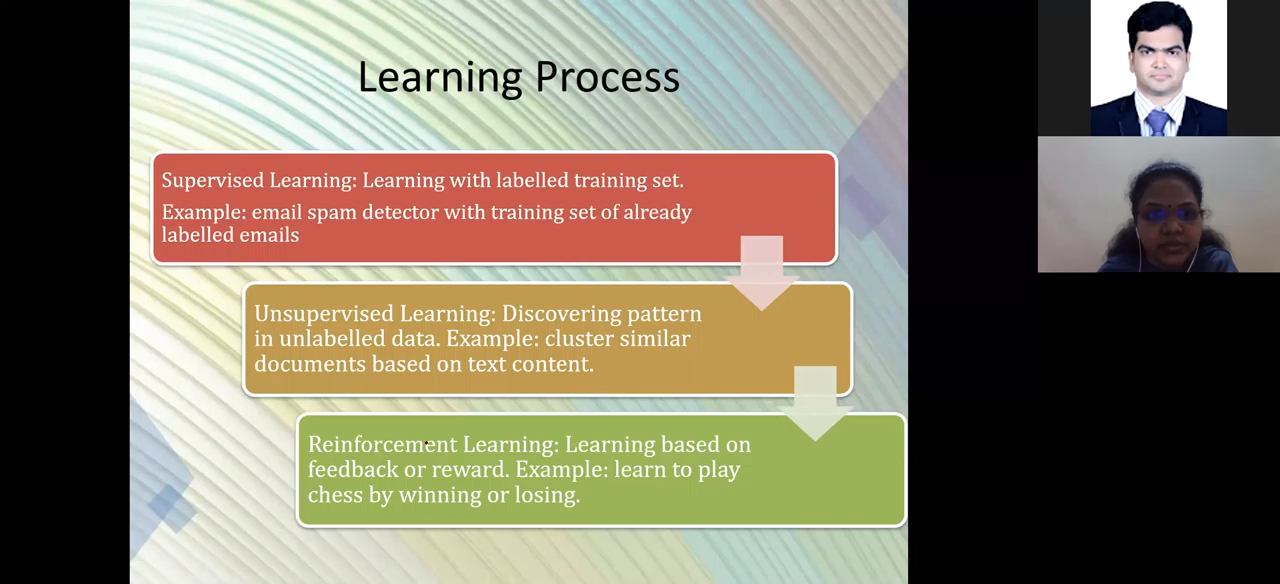 Learning Process
Supervised Learning: Learning with labelled training set.
Example: email spam detector with training set of already
labelled emails
Unsupervised Learning: Discovering pattern
in unlabelled data. Example: cluster similar
documents based on text content.
Reinforcement Learning: Learning based on
feedback or reward. Example: learn to play
chess by winning or losing.